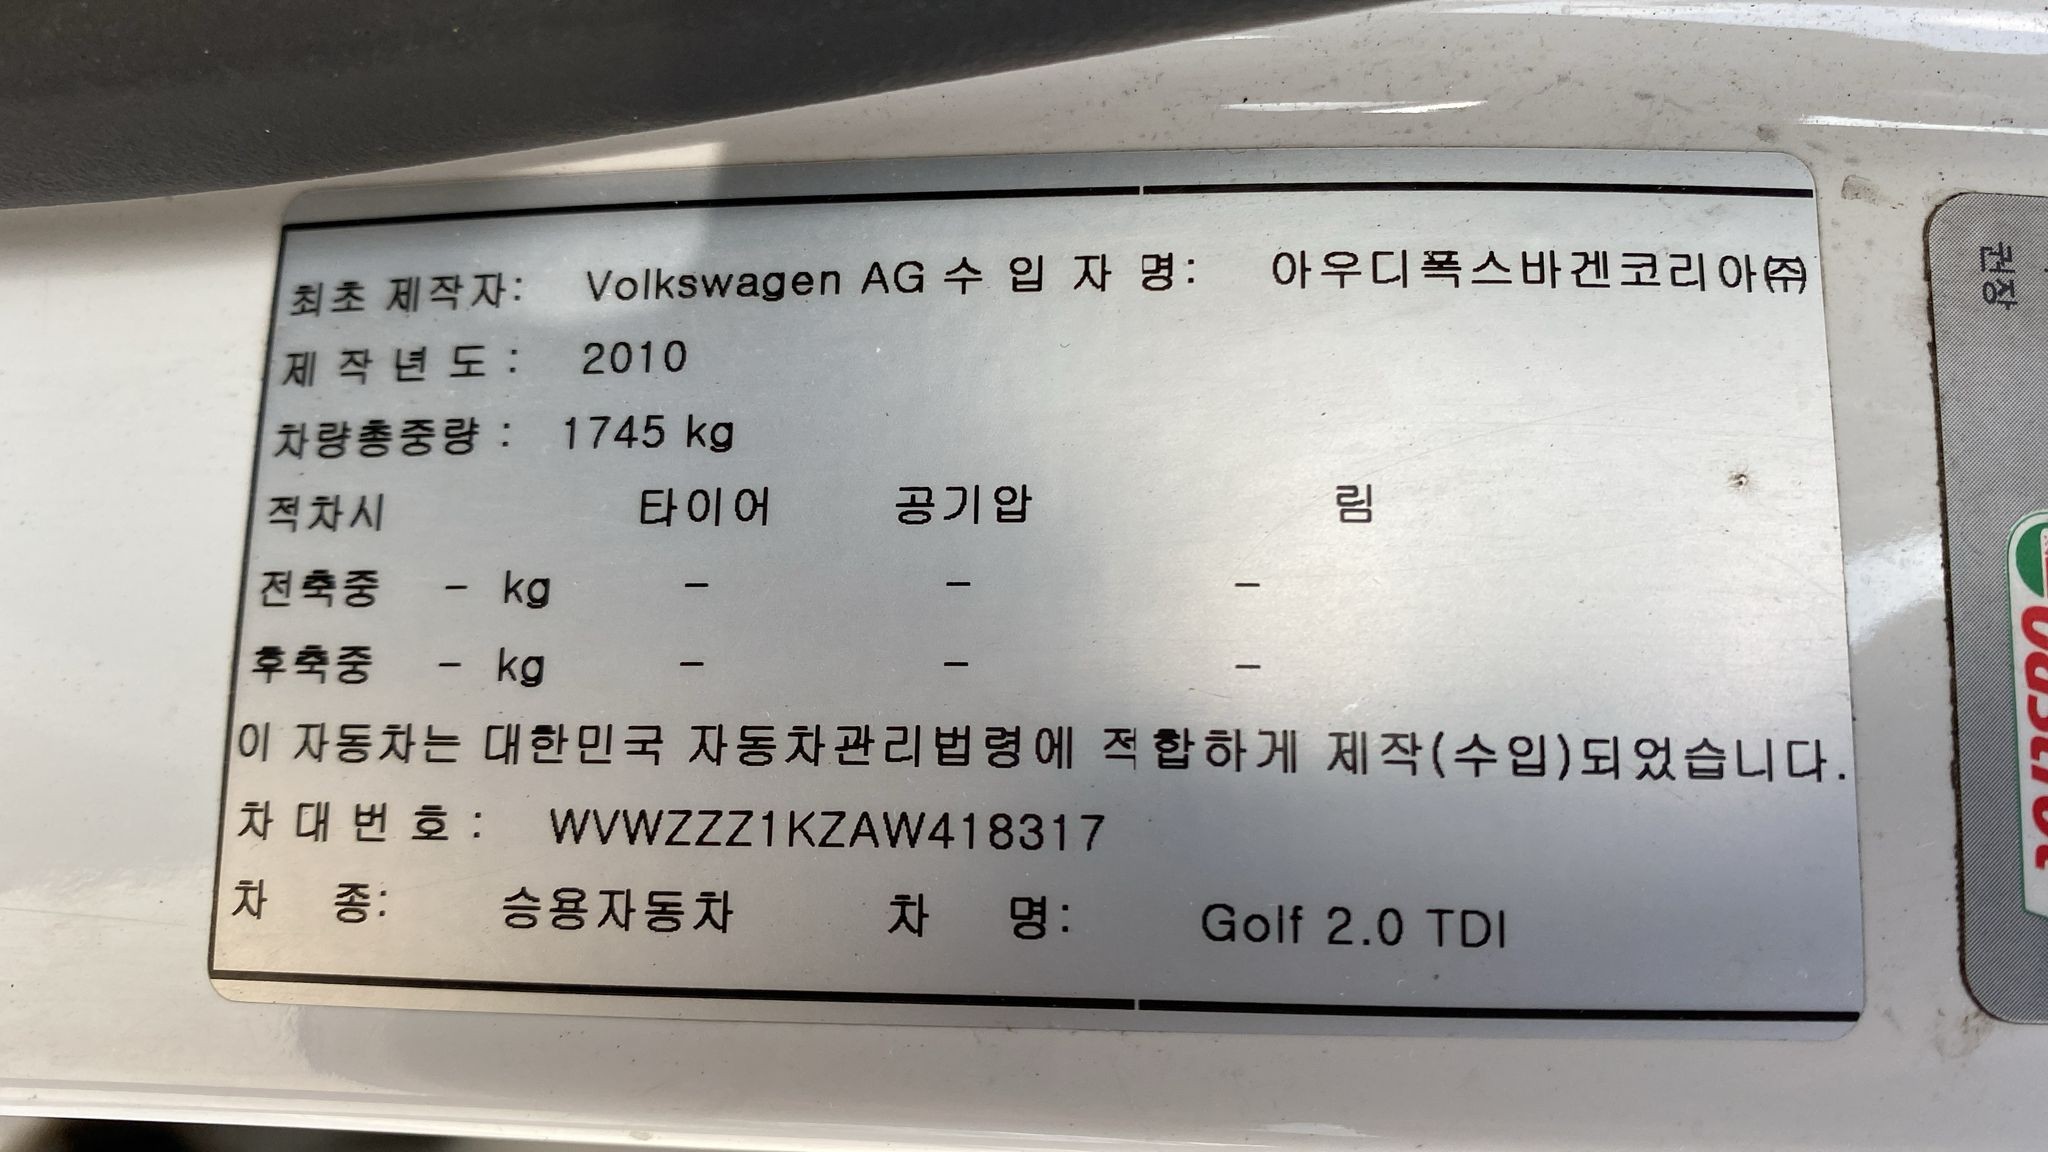 최초 제작자: Volkswagen AG 수 입 자 명: 아우디폭스바겐코리아㈜
제 작 년 도 : 2010
차량총중량 : 1745 kg
적차시 타이어 공기압 림
전축중 - kg - - -
후축중 - kg - - -
이 자동차는 대한민국 자동차관리법령에 적합하게 제작(수입)되었습니다.
차 대 번 호 : WVWZZZ1KZAW418317
차 종: 승용자동차 차 명: Golf 2.0 TDI
권장